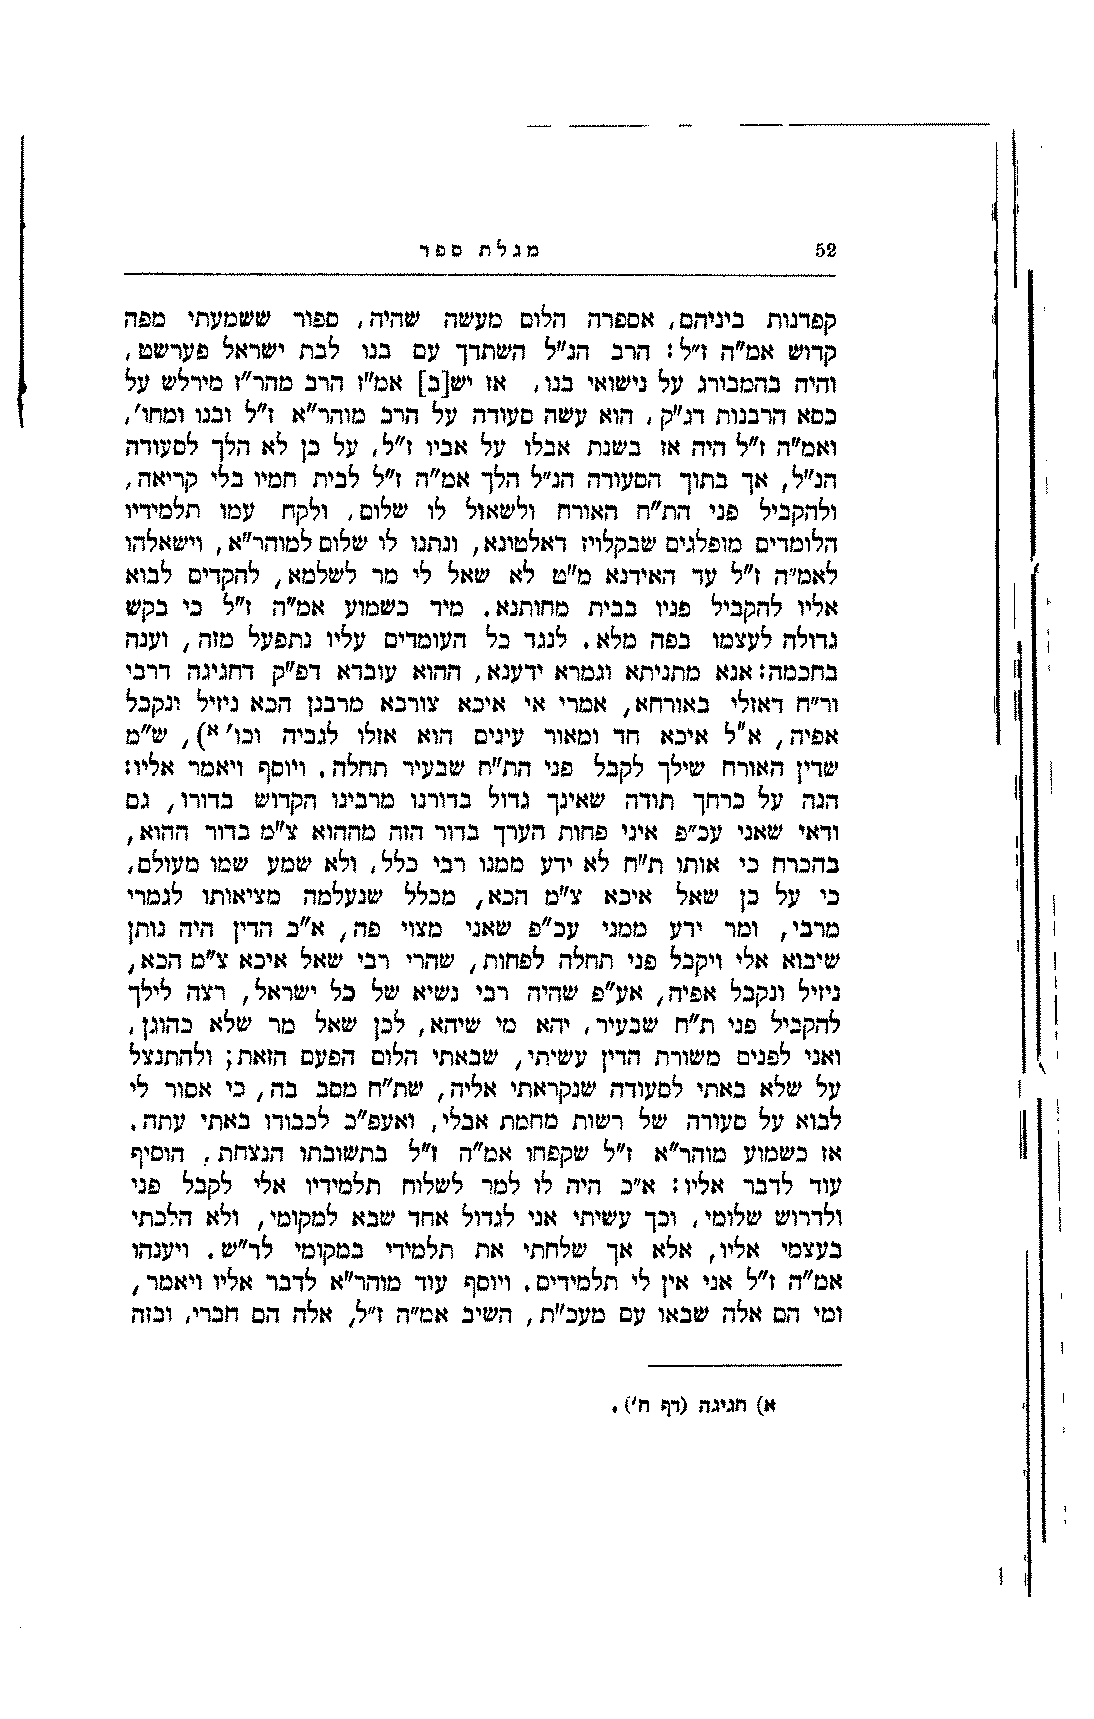 52 מגלת ספר
קפדנות ביניהם, אספרה הלום מעשה שהיה, ספור ששמעתי מפה
קדוש אמ"ה ז"ל: הרב הנ"ל השתדך עם בנו לבת ישראל פערשט,
והיה בהמבורג על נישואי בנו, אז יש[ב] אמ"ז הרב מהר"ז מירלש על
כסא הרבנות דג"ק, הוא עשה סעודה על הרב מוהר"א ז"ל ובנו ומחו',
ואמ"ה ז"ל היה אז בשנת אבלו על אביו ז"ל, על כן לא הלך לסעודה
הנ"ל, אך בתוך הסעודה הנ"ל הלך אמ"ה ז"ל לבית חמיו בלי קריאה,
ולהקביל פני הת"ח האורח ולשאול לו שלום, ולקח עמו תלמידיו
הלומדים מופלגים שבקלויז דאלטונא, ונתנו לו שלום למוהר"א, וישאלהו
לאמ"ה ז"ל עד האידנא מ"ט לא שאל לי מר לשלמא, להקדים לבוא
אליו להקביל פניו בבית מחותנא. מיד כשמוע אמ"ה ז"ל כי בקש
גדולה לעצמו בפה מלא. לנגד כל העומדים עליו נתפעל מזה, וענה
בחכמה: אנא מתניתא וגמרא ידענא, ההוא עובדא דפ"ק דחגיגה דרבי
ור"ח דאזלי באורחא, אמרי אי איכא צורבא מרבנן הכא ניזיל ונקבל
אפיה, א"ל איכא חד ומאור עינים הוא אזלו לגביה וכו' א), ש"מ
שדין האורח שילך לקבל פני הת"ח שבעיר תחלה. ויוסף ויאמר אליו:
הנה על כרחך תודה שאינך גדול בדורנו מרבינו הקדוש בדורו, גם
ודאי שאני עכ"פ איני פחות הערך בדור הזה מההוא צ"מ בדור ההוא,
בהכרח כי אותו ת"ח לא ידע ממנו רבי כלל, ולא שמע שמו מעולם,
כי על כן שאל איכא צ"מ הכא, מכלל שנעלמה מציאותו לגמרי
מרבי, ומר ידע ממני עכ"פ שאני מצוי פה, א"כ הדין היה נותן
שיבוא אלי ויקבל פני תחלה לפחות, שהרי רבי שאל איכא צ"מ הכא,
ניזיל ונקבל אפיה, אע"פ שהיה רבי נשיא של כל ישראל, רצה לילך
להקביל פני ת"ח שבעיר, יהא מי שיהא, לכן שאל מר שלא כהוגן,
ואני לפנים משורת הדין עשיתי, שבאתי הלום הפעם הזאת; ולהתנצל
על שלא באתי לסעודה שנקראתי אליה, שת"ח מסב בה, כי אסור לי
לבוא על סעודה של רשות מחמת אבלי, ואעפ"כ לכבודו באתי עתה.
אז כשמוע מוהר"א ז"ל שקפחו אמ"ה ז"ל בתשובתו הנצחת, הוסיף
עוד לדבר אליו: א"כ היה לו למר לשלוח תלמידיו אלי לקבל פני
ולדרוש שלומי, וכך עשיתי אני לגדול אחד שבא למקומי, ולא הלכתי
בעצמי אליו, אלא אך שלחתי את תלמידי במקומי לד"ש. ויענהו
אמ"ה ז"ל אני אין לי תלמידים. ויוסף עוד מוהר"א לדבר אליו ויאמר,
ומי הם אלה שבאו עם מעכ"ת, השיב אמ"ה ז"ל, אלה הם חברי, ובזה
א) חגיגה (דף ה').